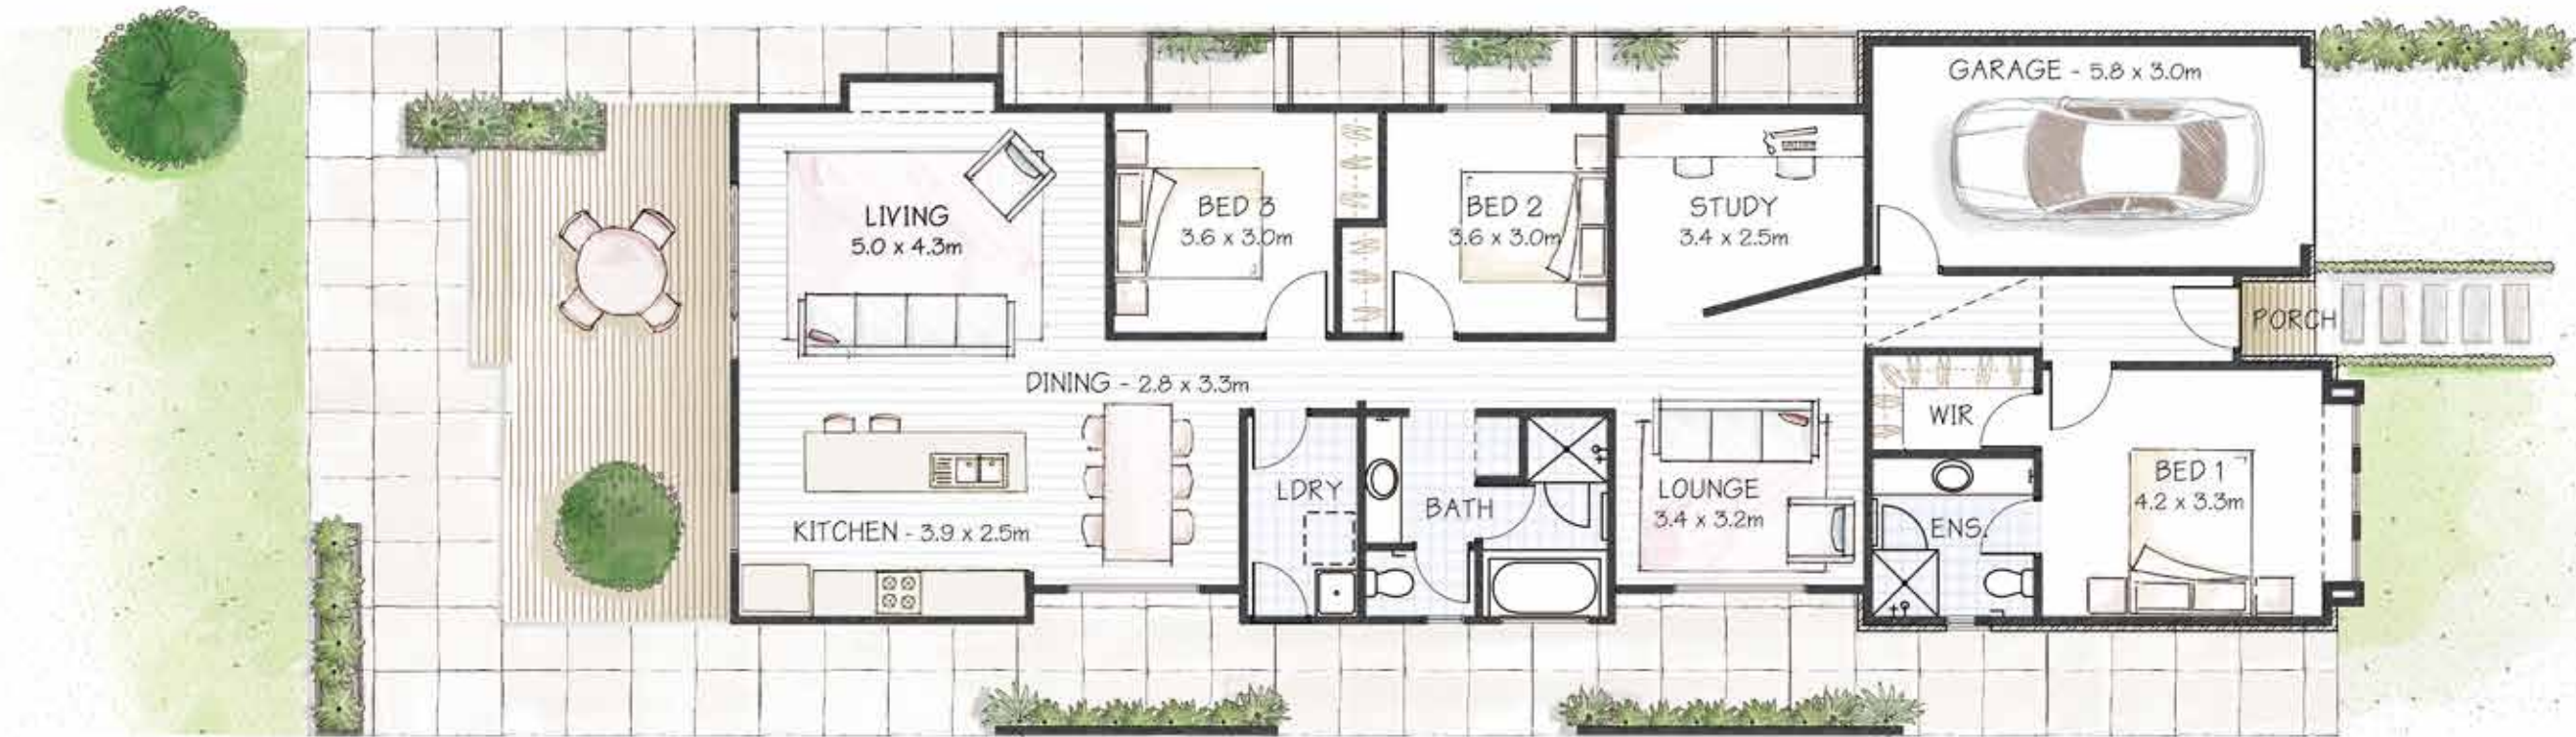 GARAGE - 5.8 x 3.0m
LIVING
5.0 x 4.3m
BED 3
3.6 x 3.0m
BED 2
3.6 x 3.0m
STUDY
3.4 x 2.5m
PORCH
DINING - 2.8 x 3.3m
WIR
BED 1
4.2 x 3.3m
LDRY
BATH
LOUNGE
3.4 x 3.2m
ENS.
KITCHEN - 3.9 x 2.5m